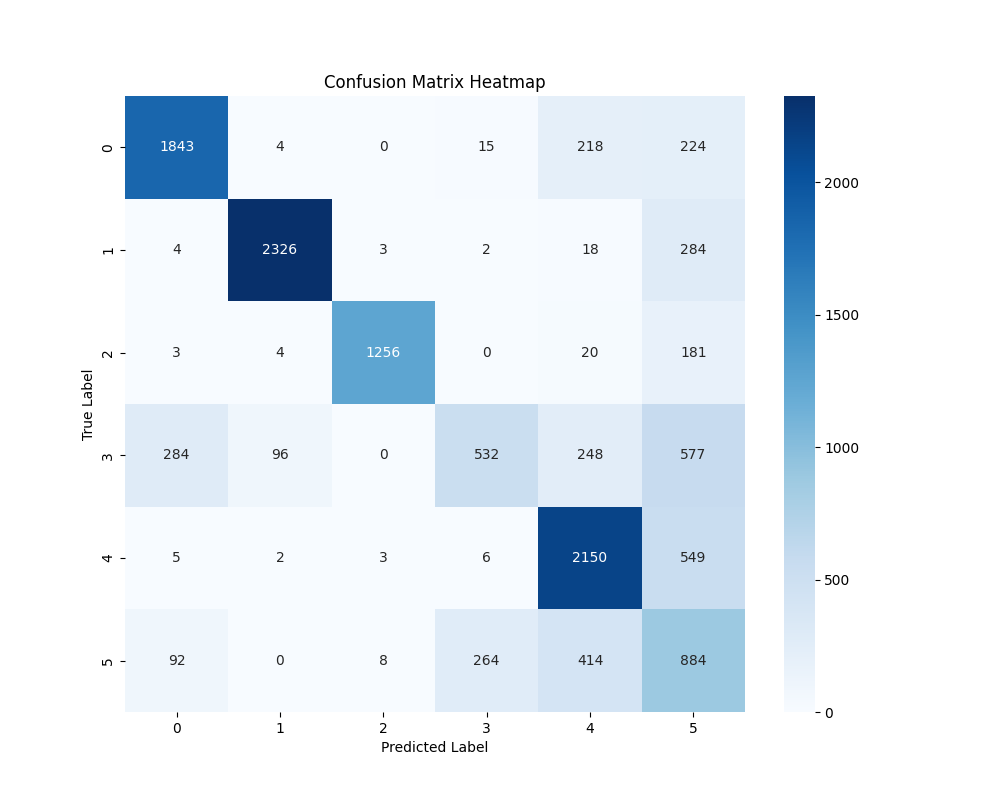 Confusion Matrix Heatmap
0 1843 4 0 15 218 224
1 4 2326 3 2 18 284
2 3 4 1256 0 20 181
3 284 96 0 532 248 577
4 5 2 3 6 2150 549
5 92 0 8 264 414 884
0 1 2 3 4 5
Predicted Label
True Label
2000
1500
1000
500
0